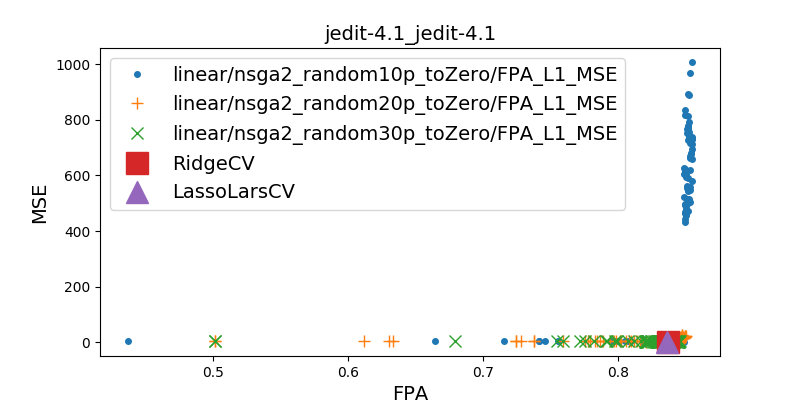 jedit-4.1_jedit-4.1
linear/nsga2_random10p_toZero/FPA_L1_MSE
linear/nsga2_random20p_toZero/FPA_L1_MSE
linear/nsga2_random30p_toZero/FPA_L1_MSE
RidgeCV
LassoLarsCV
MSE
1000
800
600
400
200
0
0.5 0.6 0.7 0.8
FPA